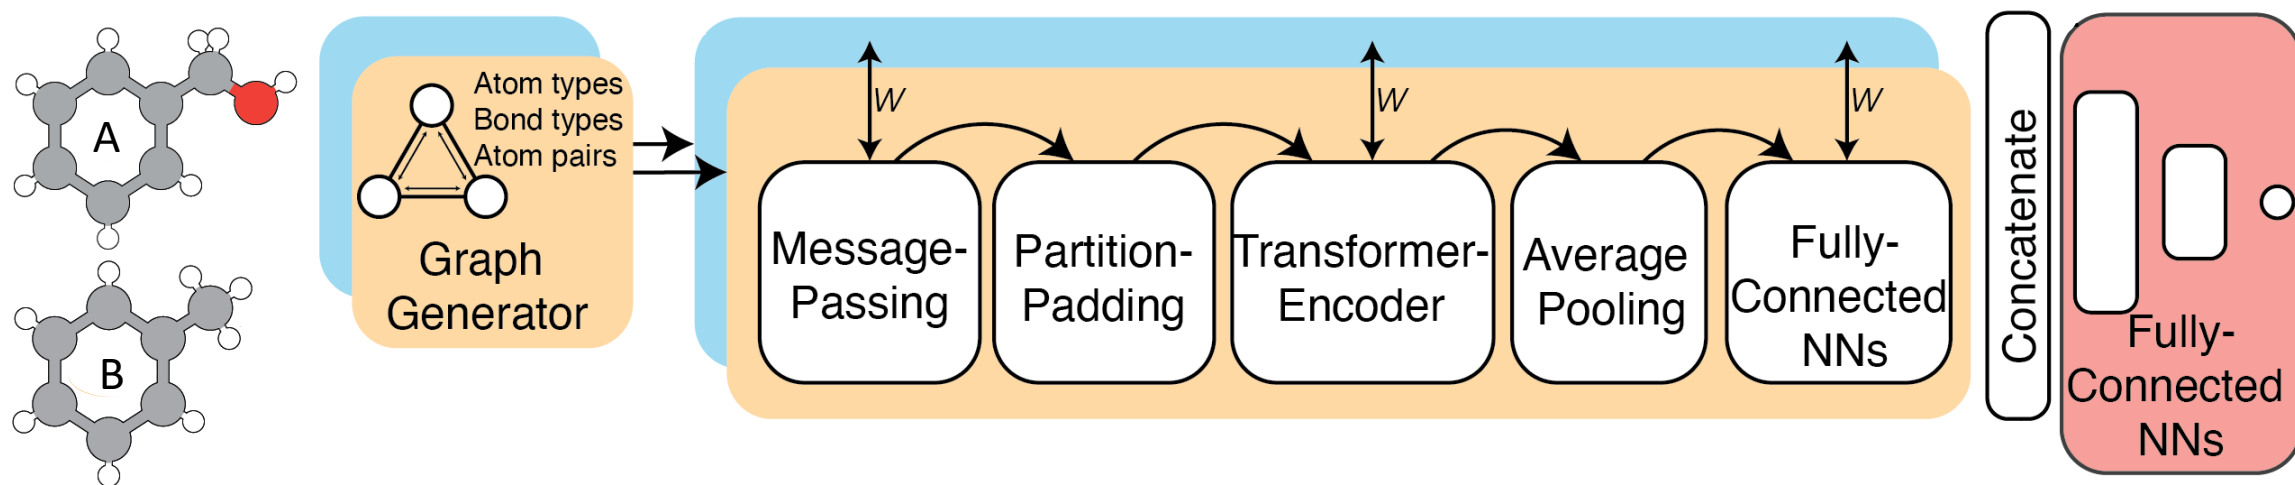 A
B
Atom types
Bond types
Atom pairs
Graph
Generator
W
W
W
Message-
Passing
Partition-
Padding
Transformer-
Encoder
Average
Pooling
Fully-
Connected
NNs
Concatenate
Fully-
Connected
NNs